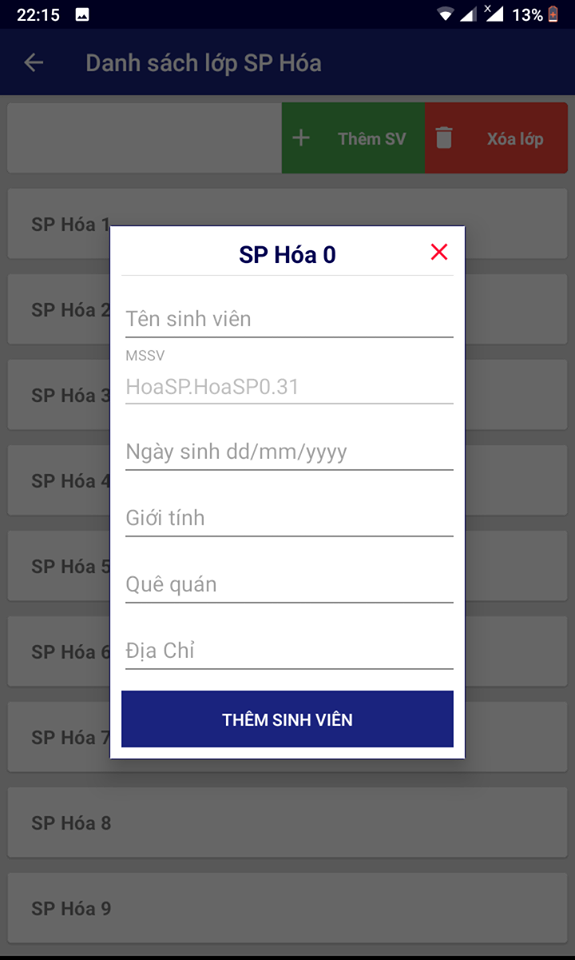 22:15
13%
Danh sách lớp SP Hóa
Thêm SV
Xóa lớp
SP Hóa 1
SP Hóa 2
SP Hóa 3
SP Hóa 4
SP Hóa 5
SP Hóa 6
SP Hóa 7
SP Hóa 8
SP Hóa 9
SP Hóa 0
Tên sinh viên
MSSV
HoaSP.HoaSP0.31
Ngày sinh dd/mm/yyyy
Giới tính
Quê quán
Địa Chỉ
THÊM SINH VIÊN